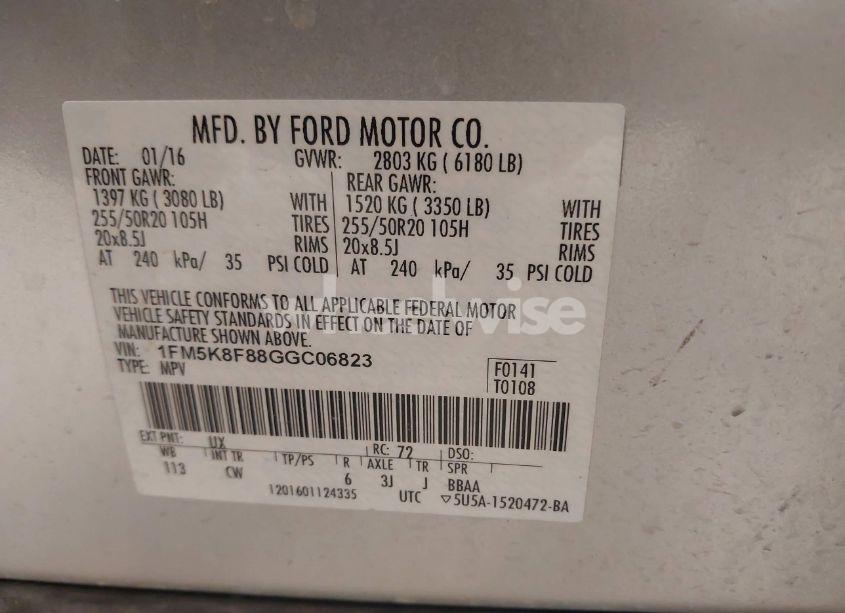 MFD. BY FORD MOTOR CO.
DATE: 01/16 GVWR: 2803 KG ( 6180 LB)
FRONT GAWR: REAR GAWR:
1397 KG ( 3080 LB) WITH 1520 KG ( 3350 LB) WITH
255/50R20 105H TIRES 255/50R20 105H TIRES
20x8.5J RIMS 20x8.5J RIMS
AT 240 kPa/ 35 PSI COLD AT 240 kPa/ 35 PSI COLD
THIS VEHICLE CONFORMS TO ALL APPLICABLE FEDERAL MOTOR
VEHICLE SAFETY STANDARDS IN EFFECT ON THE DATE OF
MANUFACTURE SHOWN ABOVE.
VIN: 1FM5K8F88GGC06823
TYPE: MPV
F0141
T0108
EXT PNT: UX RC: 72 DSO:
WB INT TR TP/PS R AXLE TR SPR
113 CW 6 3J J BBAA
1201601124335 UTC ▽5U5A-1520472-BA